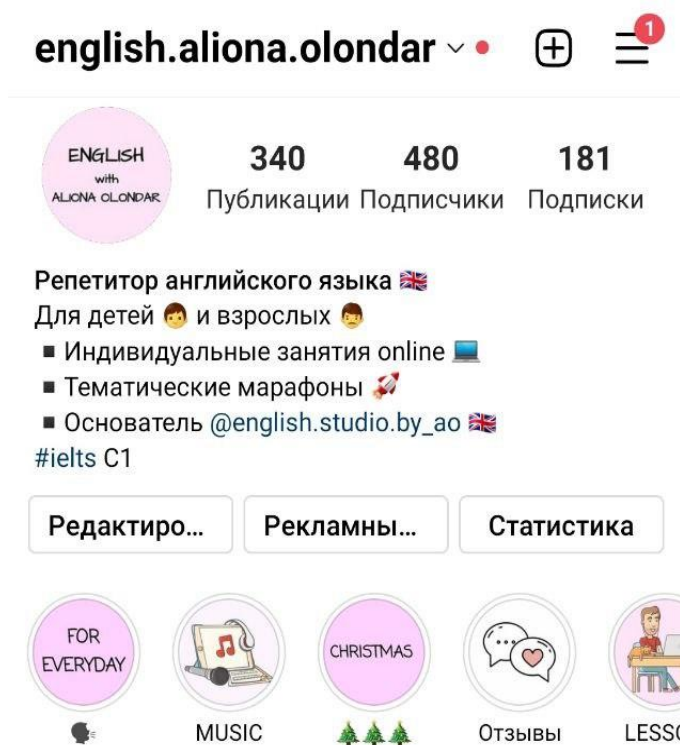 english.aliona.olondar
1
ENGLISH
with
ALIONA OLONDAR
340 480 181
Публикации Подписчики Подписки
Репетитор английского языка 🇬🇧
Для детей 🧒 и взрослых 👨
▪️Индивидуальные занятия online 💻
▪️Тематические марафоны 🚀
▪️Основатель @english.studio.by_ao 🇬🇧
#ielts C1
Редактиро... Рекламны... Статистика
FOR
EVERYDAY
CHRISTMAS
🗣 MUSIC 🎄🎄🎄 Отзывы LESSO